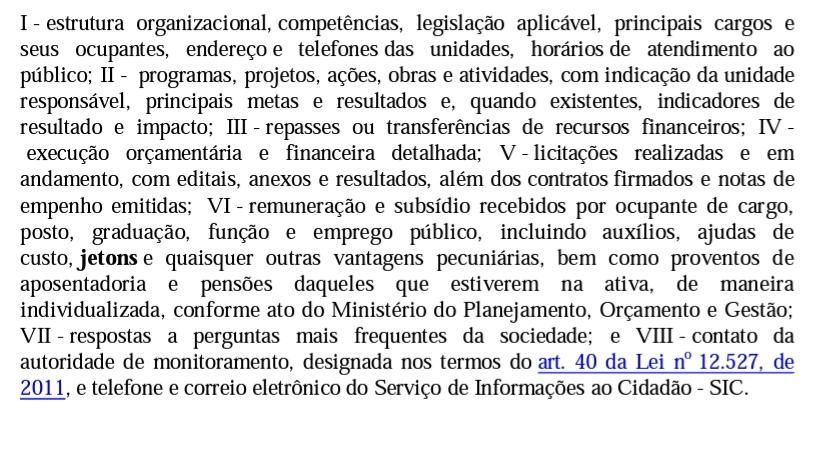 I - estrutura organizacional, competências, legislação aplicável, principais cargos e
seus ocupantes, endereço e telefones das unidades, horários de atendimento ao
público; II - programas, projetos, ações, obras e atividades, com indicação da unidade
responsável, principais metas e resultados e, quando existentes, indicadores de
resultado e impacto; III - repasses ou transferências de recursos financeiros; IV -
execução orçamentária e financeira detalhada; V - licitações realizadas e em
andamento, com editais, anexos e resultados, além dos contratos firmados e notas de
empenho emitidas; VI - remuneração e subsídio recebidos por ocupante de cargo,
posto, graduação, função e emprego público, incluindo auxílios, ajudas de
custo, jetons e quaisquer outras vantagens pecuniárias, bem como proventos de
aposentadoria e pensões daqueles que estiverem na ativa, de maneira
individualizada, conforme ato do Ministério do Planejamento, Orçamento e Gestão;
VII - respostas a perguntas mais frequentes da sociedade; e VIII - contato da
autoridade de monitoramento, designada nos termos do art. 40 da Lei nº 12.527, de
2011, e telefone e correio eletrônico do Serviço de Informações ao Cidadão - SIC.